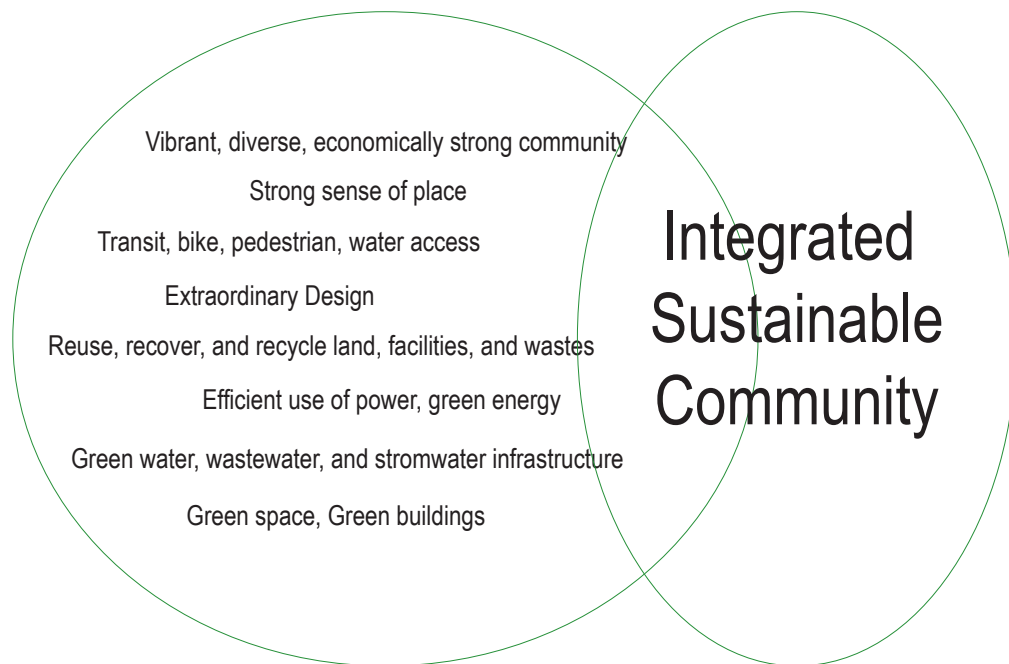 Vibrant, diverse, economically strong community
Strong sense of place
Transit, bike, pedestrian, water access
Extraordinary Design
Reuse, recover, and recycle land, facilities, and wastes
Efficient use of power, green energy
Green water, wastewater, and stromwater infrastructure
Green space, Green buildings
Integrated
Sustainable
Community